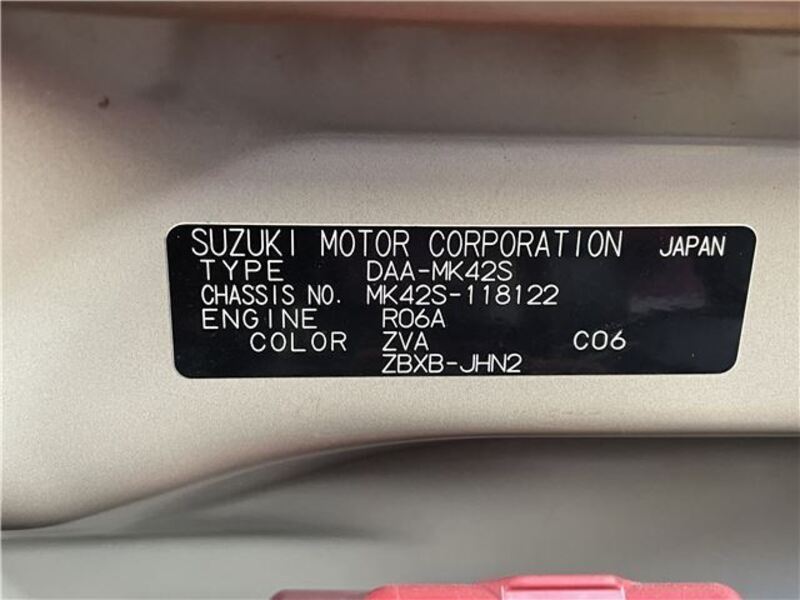 SUZUKI MOTOR CORPORATION JAPAN
TYPE DAA-MK42S
CHASSIS NO. MK42S-118122
ENGINE R06A
COLOR ZVA C06
ZBXB-JHN2